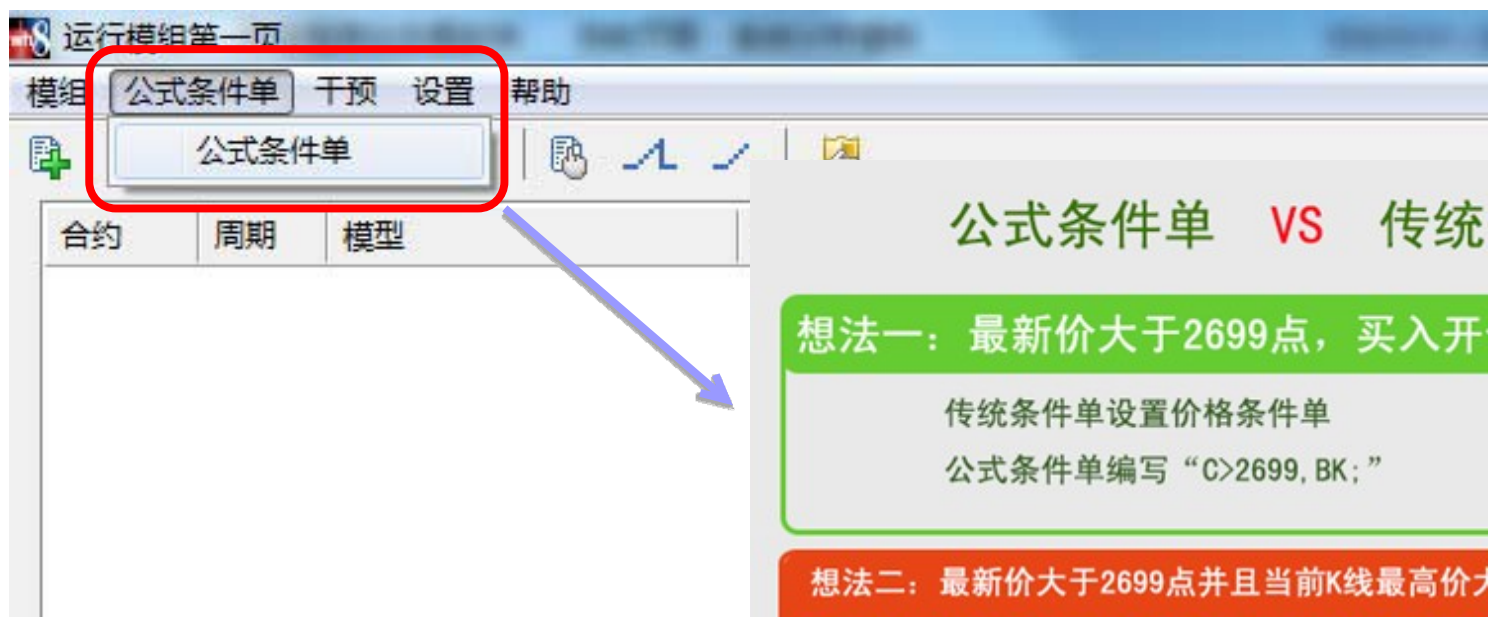 wh8 运行模组第一页
模组 公式条件单 干预 设置 帮助
公式条件单
合约 周期 模型
公式条件单 VS 传统
想法一：最新价大于2699点，买入开
传统条件单设置价格条件单
公式条件单编写“C>2699,BK;”
想法二：最新价大于2699点并且当前K线最高价大